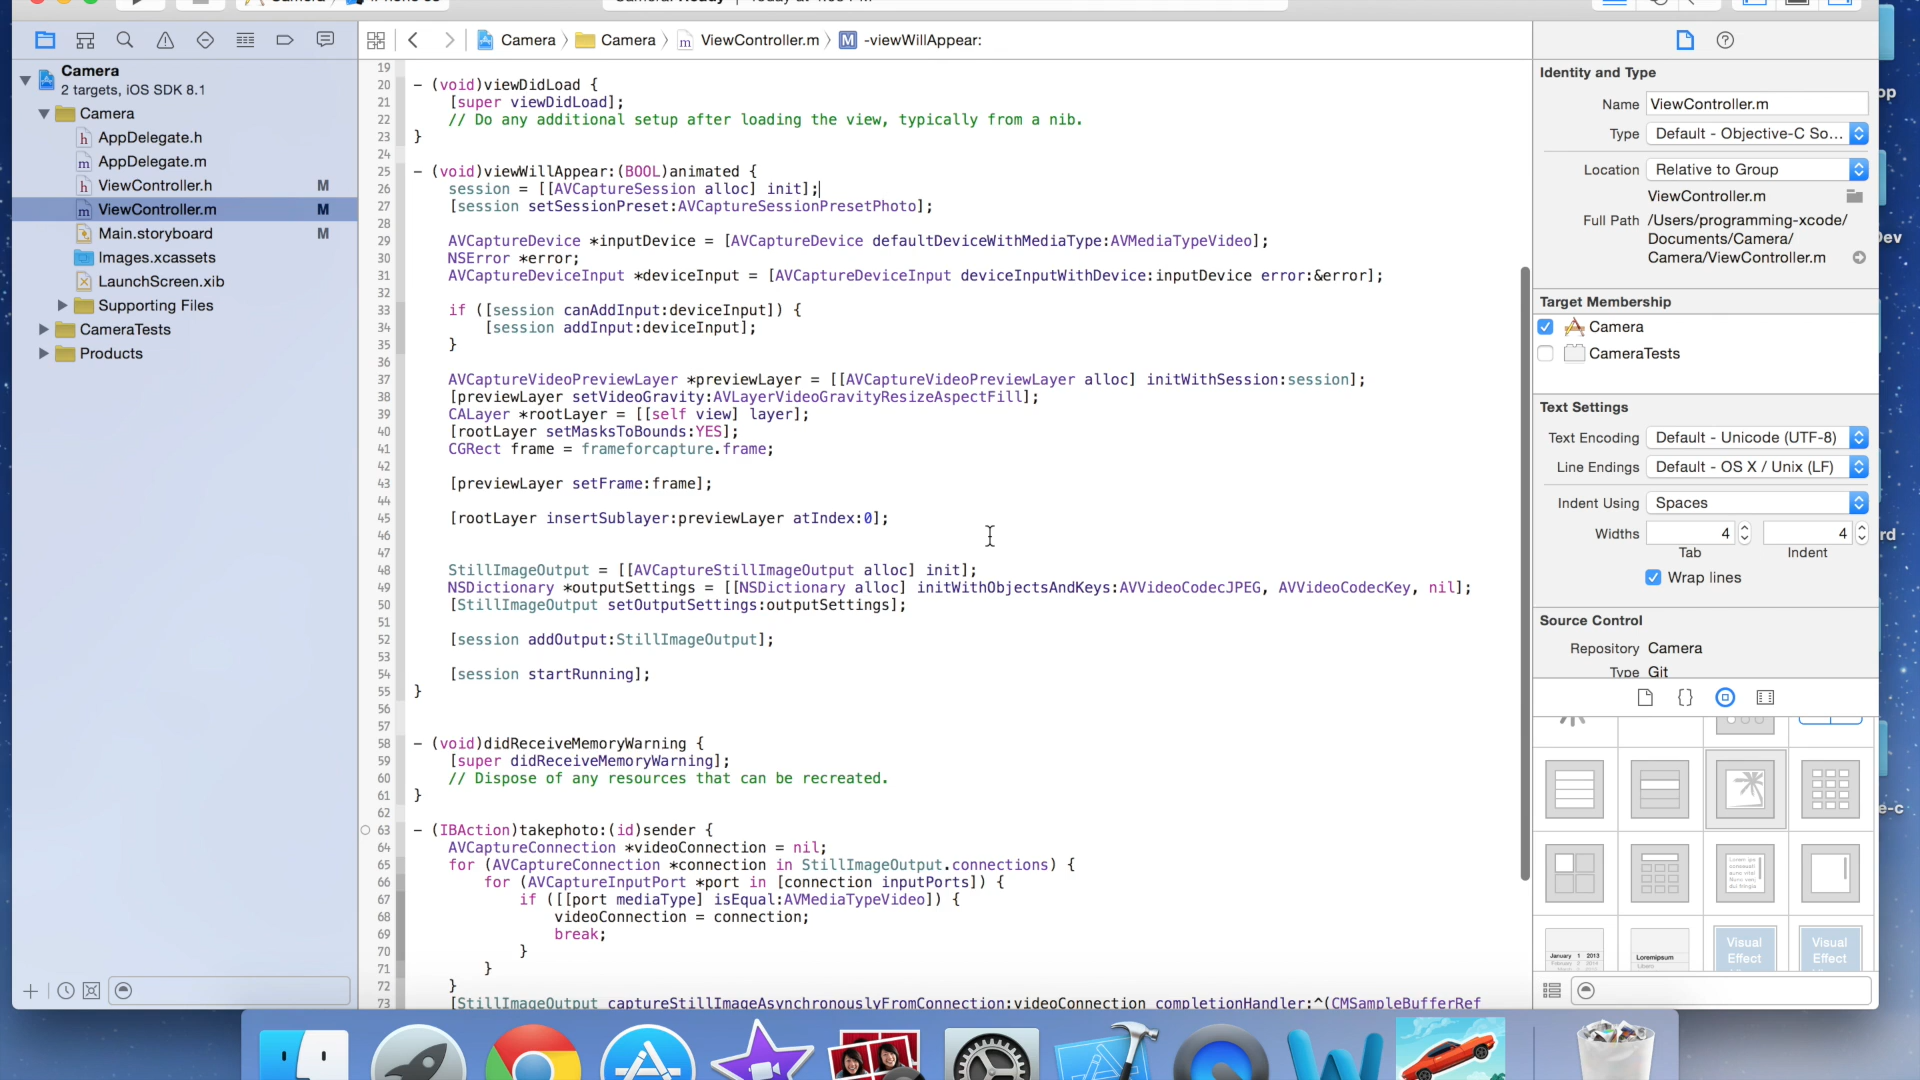 Camera
2 targets, iOS SDK 8.1
Camera
AppDelegate.h
AppDelegate.m
ViewController.h M
ViewController.m M
Main.storyboard M
Images.xcassets
LaunchScreen.xib
Supporting Files
CameraTests
Products
Camera Camera ViewController.m -viewWillAppear:
19
20 - (void)viewDidLoad {
21 [super viewDidLoad];
22 // Do any additional setup after loading the view, typically from a nib.
23 }
24
25 - (void)viewWillAppear:(BOOL)animated {
26 session = [[AVCaptureSession alloc] init];
27 [session setSessionPreset:AVCaptureSessionPresetPhoto];
28
29 AVCaptureDevice *inputDevice = [AVCaptureDevice defaultDeviceWithMediaType:AVMediaTypeVideo];
30 NSError *error;
31 AVCaptureDeviceInput *deviceInput = [AVCaptureDeviceInput deviceInputWithDevice:inputDevice error:&error];
32
33 if ([session canAddInput:deviceInput]) {
34 [session addInput:deviceInput];
35 }
36
37 AVCaptureVideoPreviewLayer *previewLayer = [[AVCaptureVideoPreviewLayer alloc] initWithSession:session];
38 [previewLayer setVideoGravity:AVLayerVideoGravityResizeAspectFill];
39 CALayer *rootLayer = [[self view] layer];
40 [rootLayer setMasksToBounds:YES];
41 CGRect frame = frameforcapture.frame;
42
43 [previewLayer setFrame:frame];
44
45 [rootLayer insertSublayer:previewLayer atIndex:0];
46
47
48 StillImageOutput = [[AVCaptureStillImageOutput alloc] init];
49 NSDictionary *outputSettings = [[NSDictionary alloc] initWithObjectsAndKeys:AVVideoCodecJPEG, AVVideoCodecKey, nil];
50 [StillImageOutput setOutputSettings:outputSettings];
51
52 [session addOutput:StillImageOutput];
53
54 [session startRunning];
55 }
56
57
58 - (void)didReceiveMemoryWarning {
59 [super didReceiveMemoryWarning];
60 // Dispose of any resources that can be recreated.
61 }
62
63 - (IBAction)takephoto:(id)sender {
64 AVCaptureConnection *videoConnection = nil;
65 for (AVCaptureConnection *connection in StillImageOutput.connections) {
66 for (AVCaptureInputPort *port in [connection inputPorts]) {
67 if ([[port mediaType] isEqual:AVMediaTypeVideo]) {
68 videoConnection = connection;
69 break;
70 }
71 }
72 }
73 [StillImageOutput captureStillImageAsynchronouslyFromConnection:videoConnection completionHandler:^(CMSampleBufferRef
Identity and Type
Name ViewController.m
Type Default - Objective-C So...
Location Relative to Group
ViewController.m
Full Path /Users/programming-xcode/
Documents/Camera/
Camera/ViewController.m
Target Membership
Camera
CameraTests
Text Settings
Text Encoding Default - Unicode (UTF-8)
Line Endings Default - OS X / Unix (LF)
Indent Using Spaces
Widths 4 4
Tab Indent
Wrap lines
Source Control
Repository Camera
Type Git
January 1 2013
Loremipsum
Visual
Effect
Visual
Effect